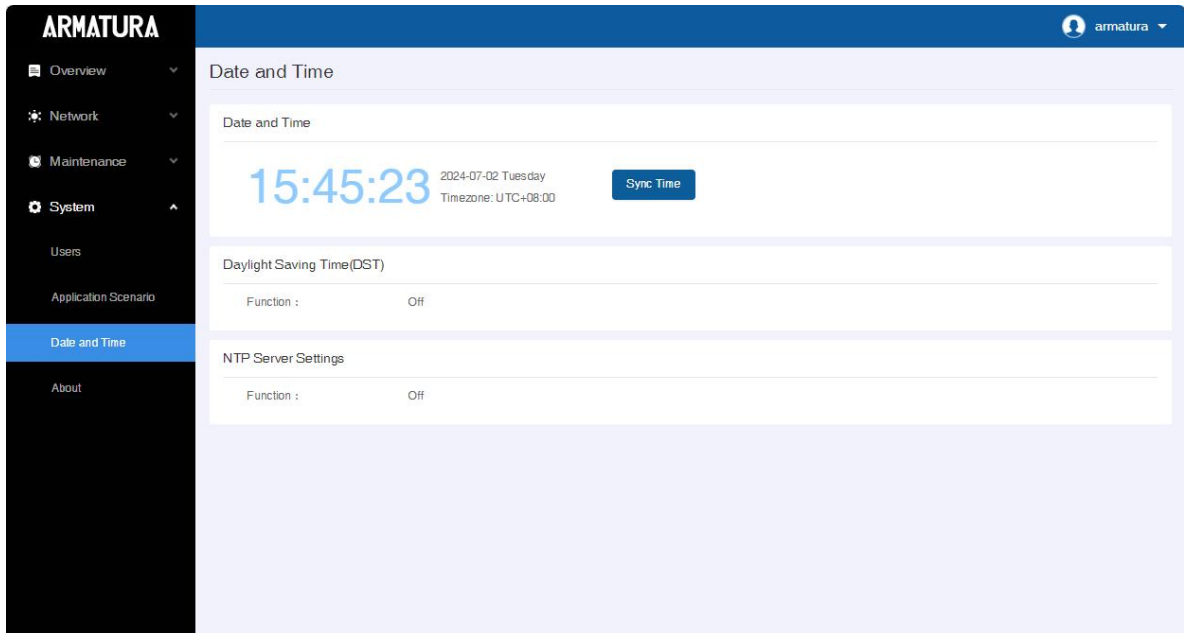 ARMATURA
armatura
Overview
Network
Maintenance
System
Users
Application Scenario
Date and Time
About
Date and Time
Date and Time
15:45:23
2024-07-02 Tuesday
Timezone: UTC+08:00
Sync Time
Daylight Saving Time(DST)
Function : Off
NTP Server Settings
Function : Off